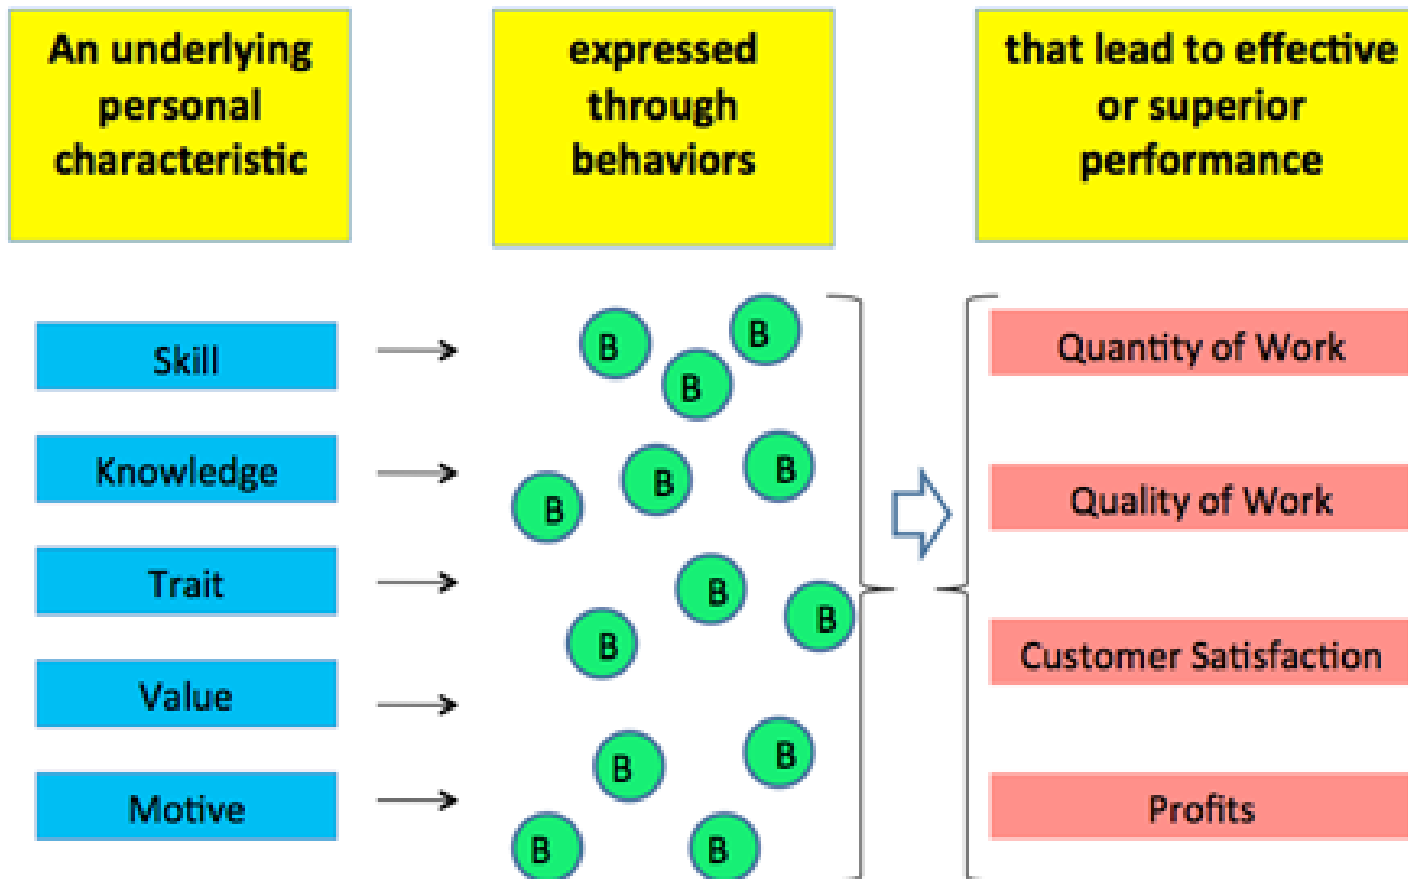 An underlying
personal
characteristic
expressed
through
behaviors
that lead to effective
or superior
performance
Skill
Knowledge
Trait
Value
Motive
B
B
B
B
B
B
B
B
B
B
B
B
B
Quantity of Work
Quality of Work
Customer Satisfaction
Profits